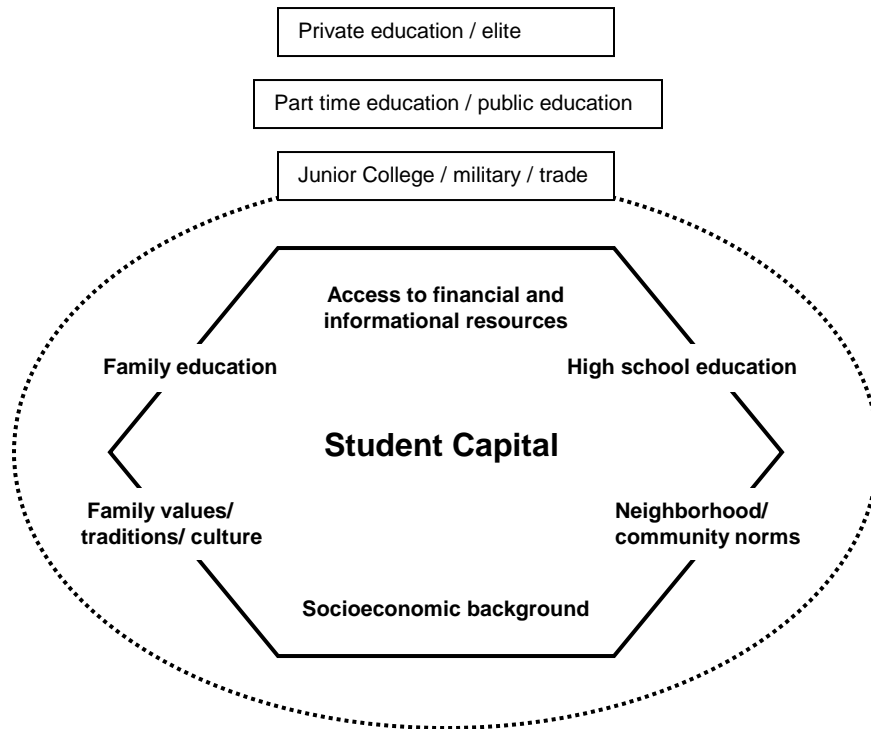 Private education / elite
Part time education / public education
Junior College / military / trade
Access to financial and
informational resources
Family education
High school education
Student Capital
Family values/
traditions/ culture
Neighborhood/
community norms
Socioeconomic background